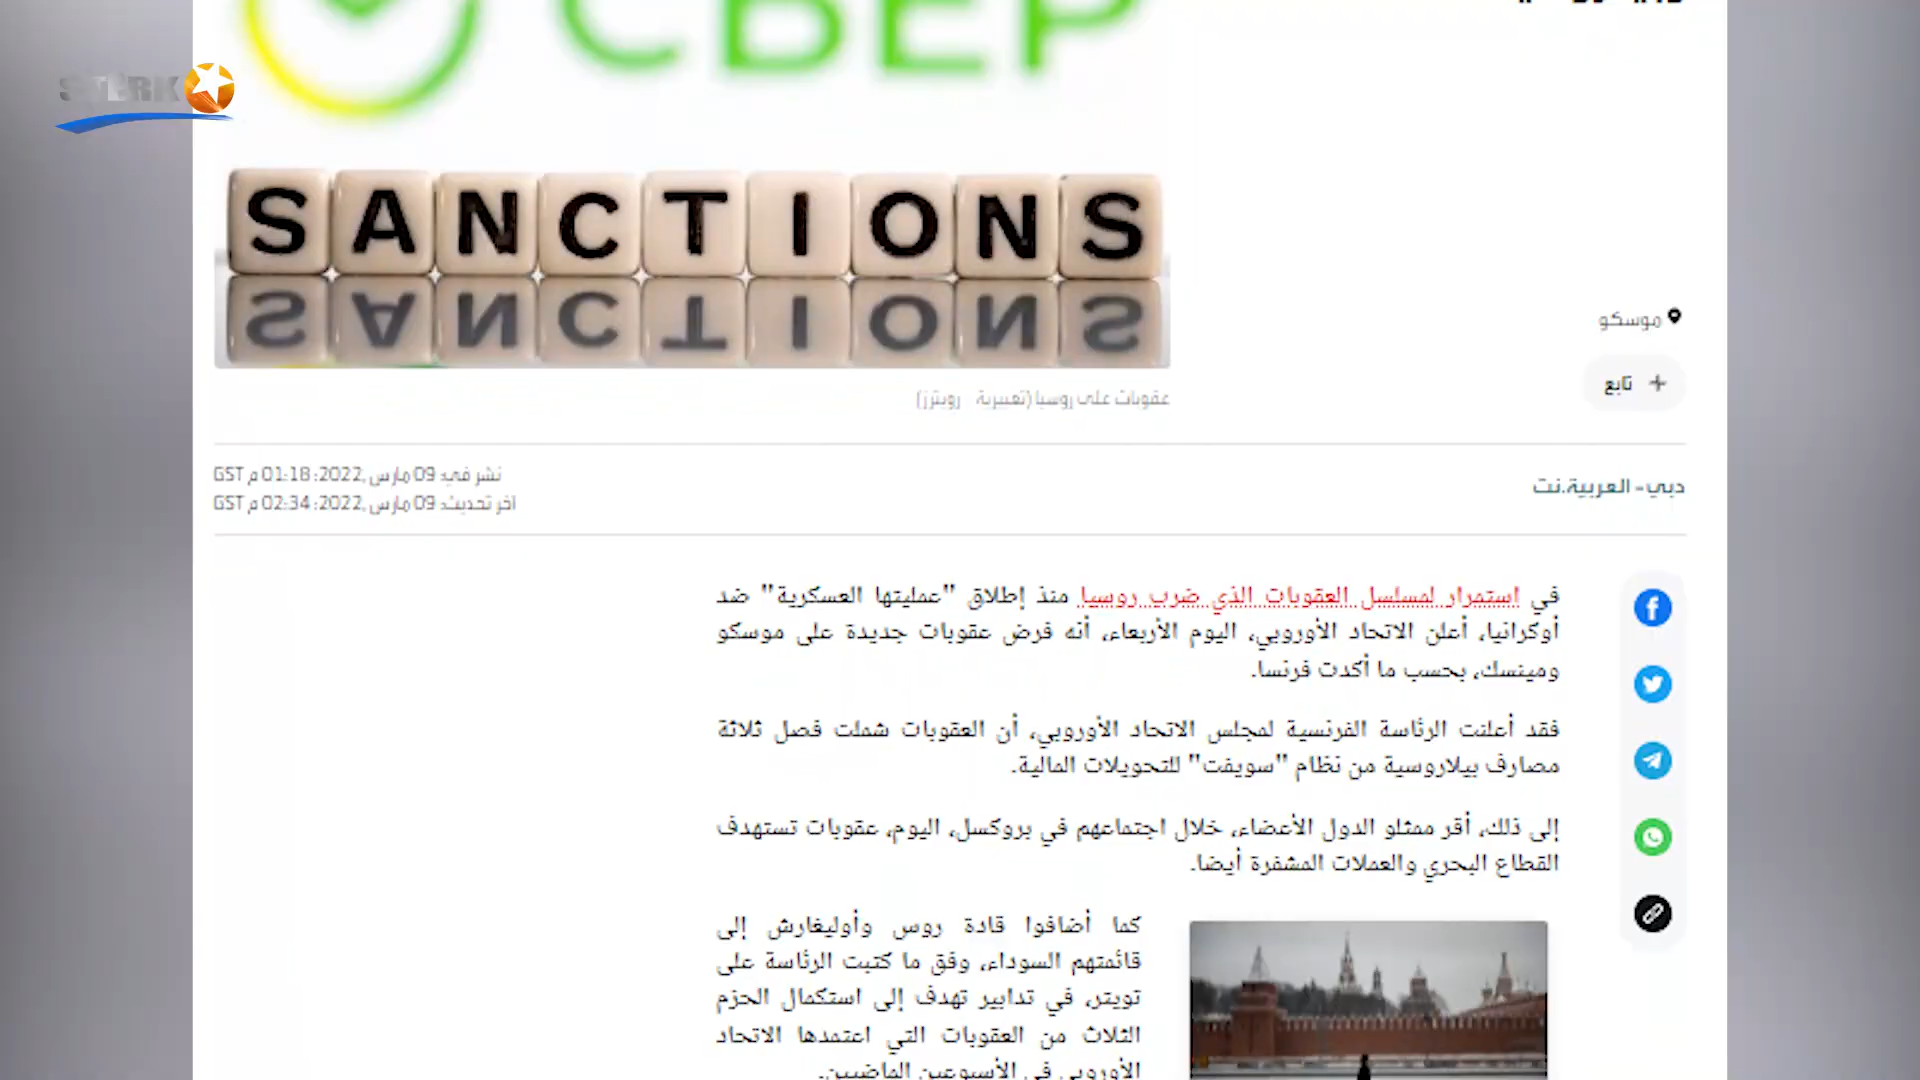 СБЕР
STÊRK
SANCTIONS
موسكو
تابع +
عقوبات على روسيا (تعبيرية - رويترز)
نشر في: 09 مارس ,2022: 01:18 م GST
آخر تحديث: 09 مارس ,2022: 02:34 م GST
دبي - العربية.نت
في استمرار لمسلسل العقوبات الذي ضرب روسيا منذ إطلاق "عمليتها العسكرية" ضد
أوكرانيا، أعلن الاتحاد الأوروبي، اليوم الأربعاء، أنه فرض عقوبات جديدة على موسكو
ومينسك، بحسب ما أكدت فرنسا.
فقد أعلنت الرئاسة الفرنسية لمجلس الاتحاد الأوروبي، أن العقوبات شملت فصل ثلاثة
مصارف بيلاروسية من نظام "سويفت" للتحويلات المالية.
إلى ذلك، أقر ممثلو الدول الأعضاء، خلال اجتماعهم في بروكسل، اليوم، عقوبات تستهدف
القطاع البحري والعملات المشفرة أيضا.
كما أضافوا قادة روس وأوليغارش إلى
قائمتهم السوداء، وفق ما كتبت الرئاسة على
تويتر، في تدابير تهدف إلى استكمال الحزم
الثلاث من العقوبات التي اعتمدها الاتحاد
الأوروبي في الأسبوعين الماضيين.